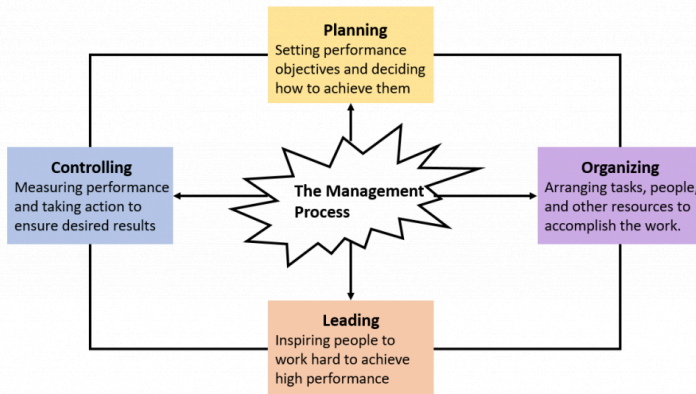 Planning
Setting performance
objectives and deciding
how to achieve them
Controlling
Measuring performance
and taking action to
ensure desired results
The Management
Process
Organizing
Arranging tasks, people,
and other resources to
accomplish the work.
Leading
Inspiring people to
work hard to achieve
high performance